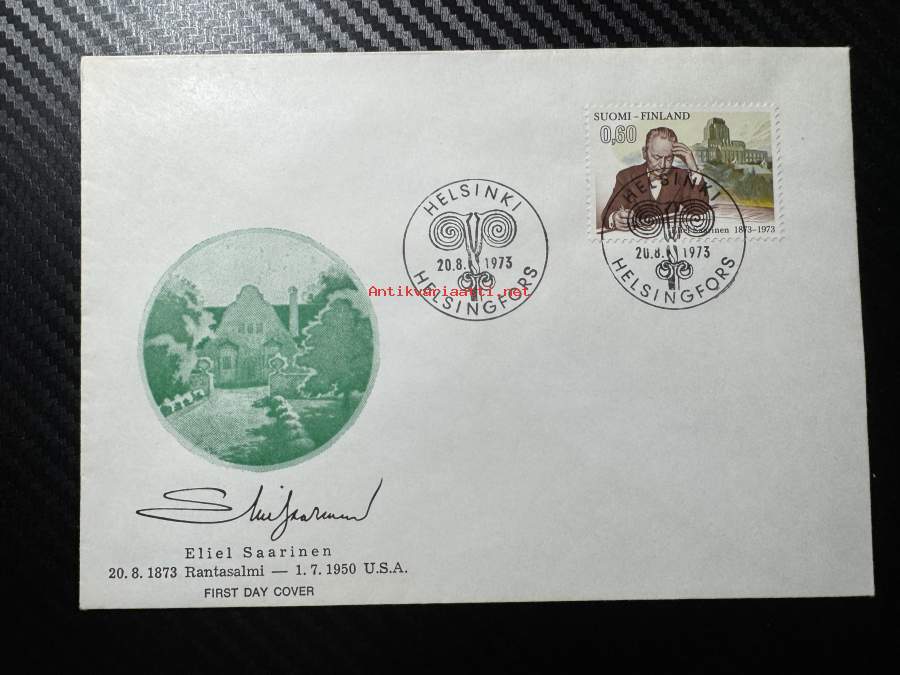 SUOMI – FINLAND
0,60
Eliel Saarinen 1873–1973
HELSINKI
20.8. 1973
HELSINGFORS
HELSINKI
20.8. 1973
HELSINGFORS
Antikvariaatti.net
Eliel Saarinen
20. 8. 1873 Rantasalmi — 1. 7. 1950 U.S.A.
FIRST DAY COVER